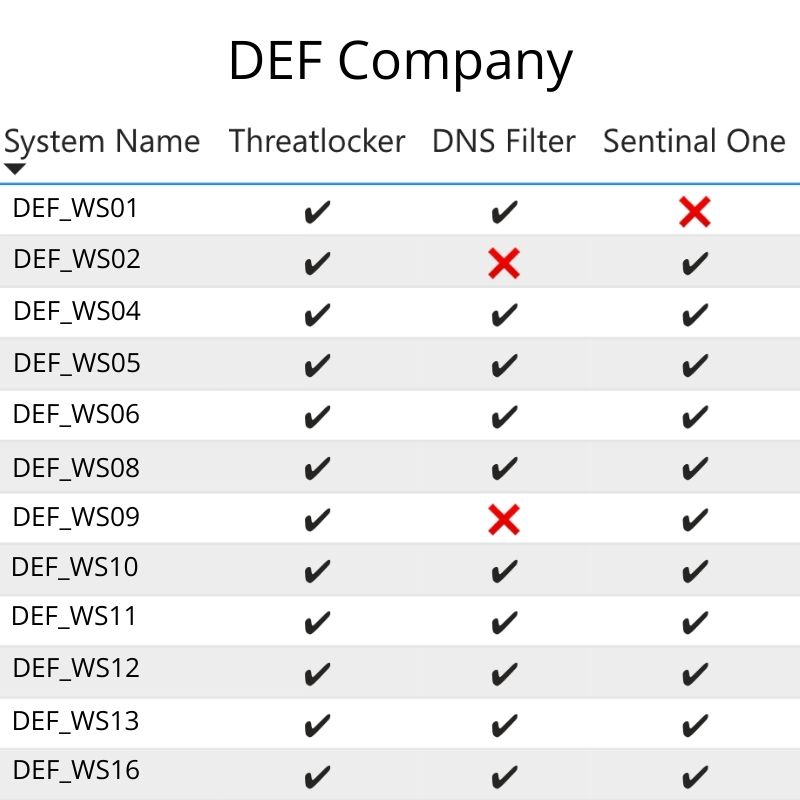 DEF Company
System Name Threatlocker DNS Filter Sentinal One
DEF_WS01 ✔ ✔ ❌
DEF_WS02 ✔ ❌ ✔
DEF_WS04 ✔ ✔ ✔
DEF_WS05 ✔ ✔ ✔
DEF_WS06 ✔ ✔ ✔
DEF_WS08 ✔ ✔ ✔
DEF_WS09 ✔ ❌ ✔
DEF_WS10 ✔ ✔ ✔
DEF_WS11 ✔ ✔ ✔
DEF_WS12 ✔ ✔ ✔
DEF_WS13 ✔ ✔ ✔
DEF_WS16 ✔ ✔ ✔